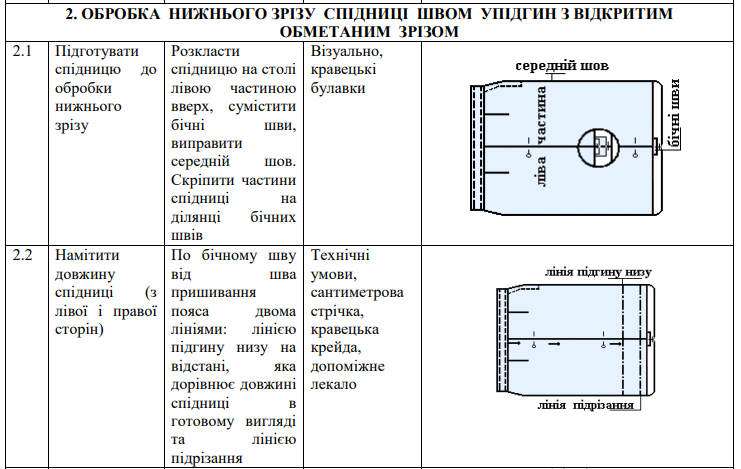 2. ОБРОБКА НИЖНЬОГО ЗРІЗУ СПІДНИЦІ ШВОМ УПІДГИН З ВІДКРИТИМ
ОБМЕТАНИМ ЗРІЗОМ
2.1
Підготувати
спідницю до
обробки
нижнього
зрізу
Розкласти
спідницю на столі
лівою частиною
вверх, сумістити
бічні шви,
виправити
середній шов.
Скріпити частини
спідниці на
ділянці бічних
швів
Візуально,
кравецькі
булавки
середній шов
ліва частина
бічні шви
2.2
Намітити
довжину
спідниці (з
лівої і правої
сторін)
По бічному шву
від шва
пришивання
пояса двома
лініями: лінією
підгину низу на
відстані, яка
дорівнює довжині
спідниці в
готовому вигляді
та лінією
підрізання
Технічні
умови,
сантиметрова
стрічка,
кравецька
крейда,
допоміжне
лекало
лінія підгину низу
лінія підрізання